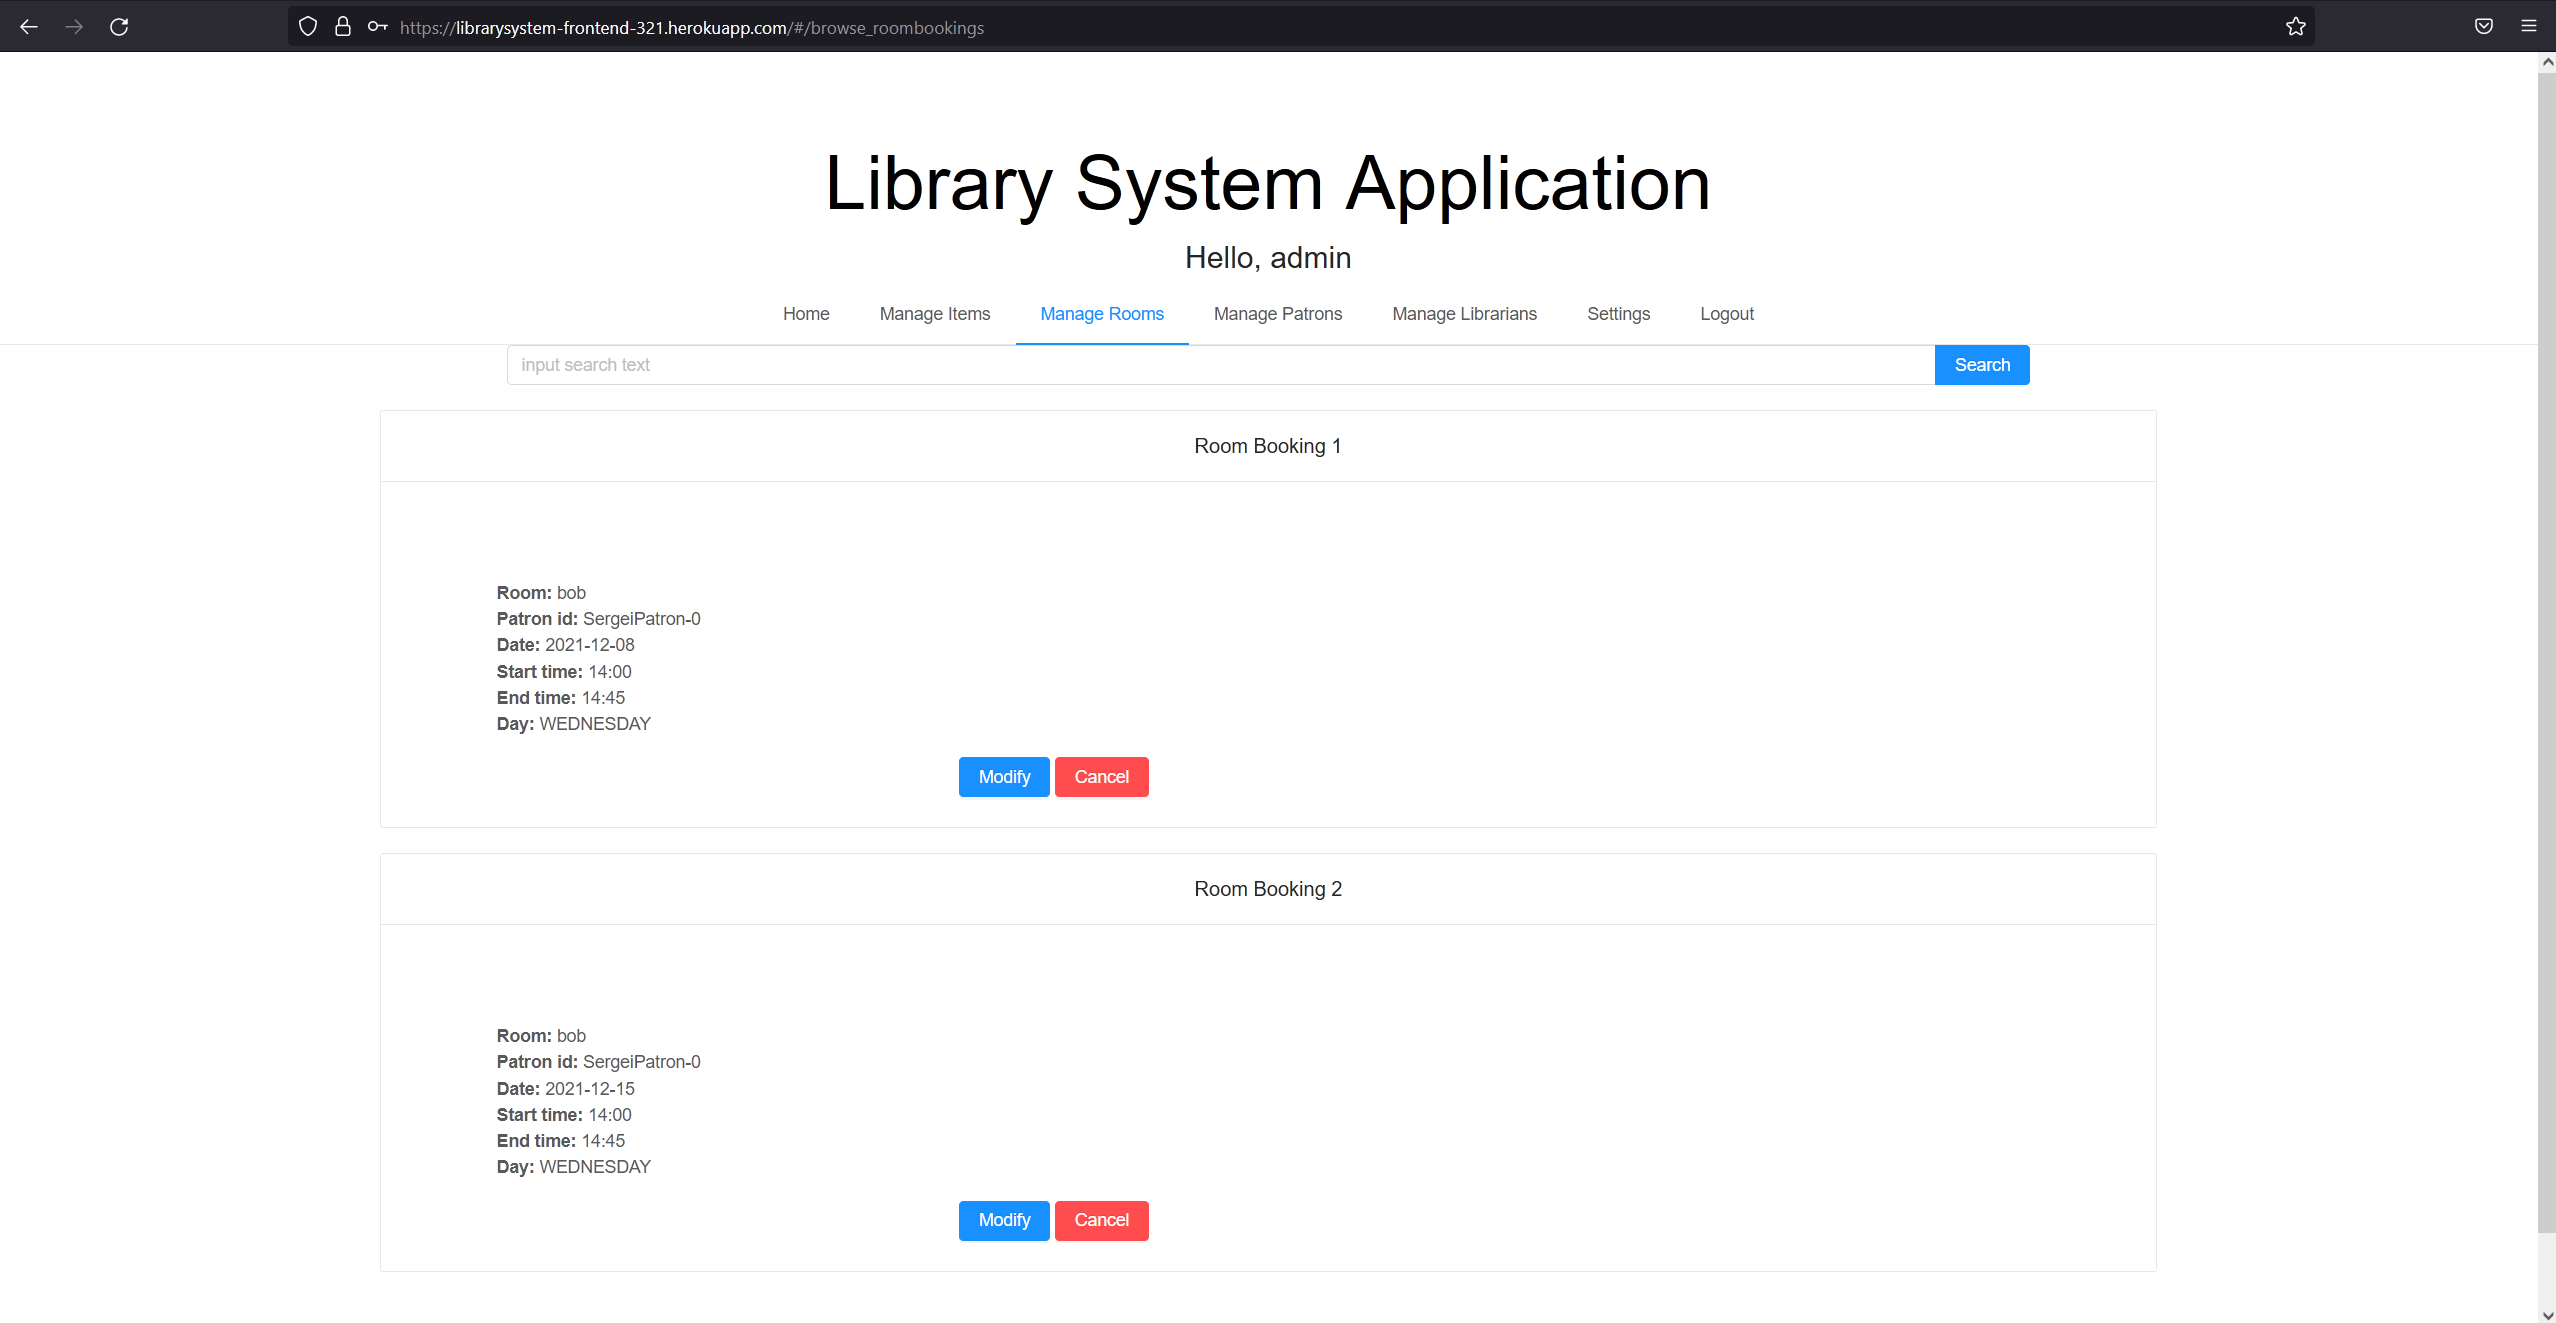 https://librarysystem-frontend-321.herokuapp.com/#/browse_roombookings
Library System Application
Hello, admin
Home Manage Items Manage Rooms Manage Patrons Manage Librarians Settings Logout
input search text Search
Room Booking 1
Room: bob
Patron id: SergeiPatron-0
Date: 2021-12-08
Start time: 14:00
End time: 14:45
Day: WEDNESDAY
Modify Cancel
Room Booking 2
Room: bob
Patron id: SergeiPatron-0
Date: 2021-12-15
Start time: 14:00
End time: 14:45
Day: WEDNESDAY
Modify Cancel